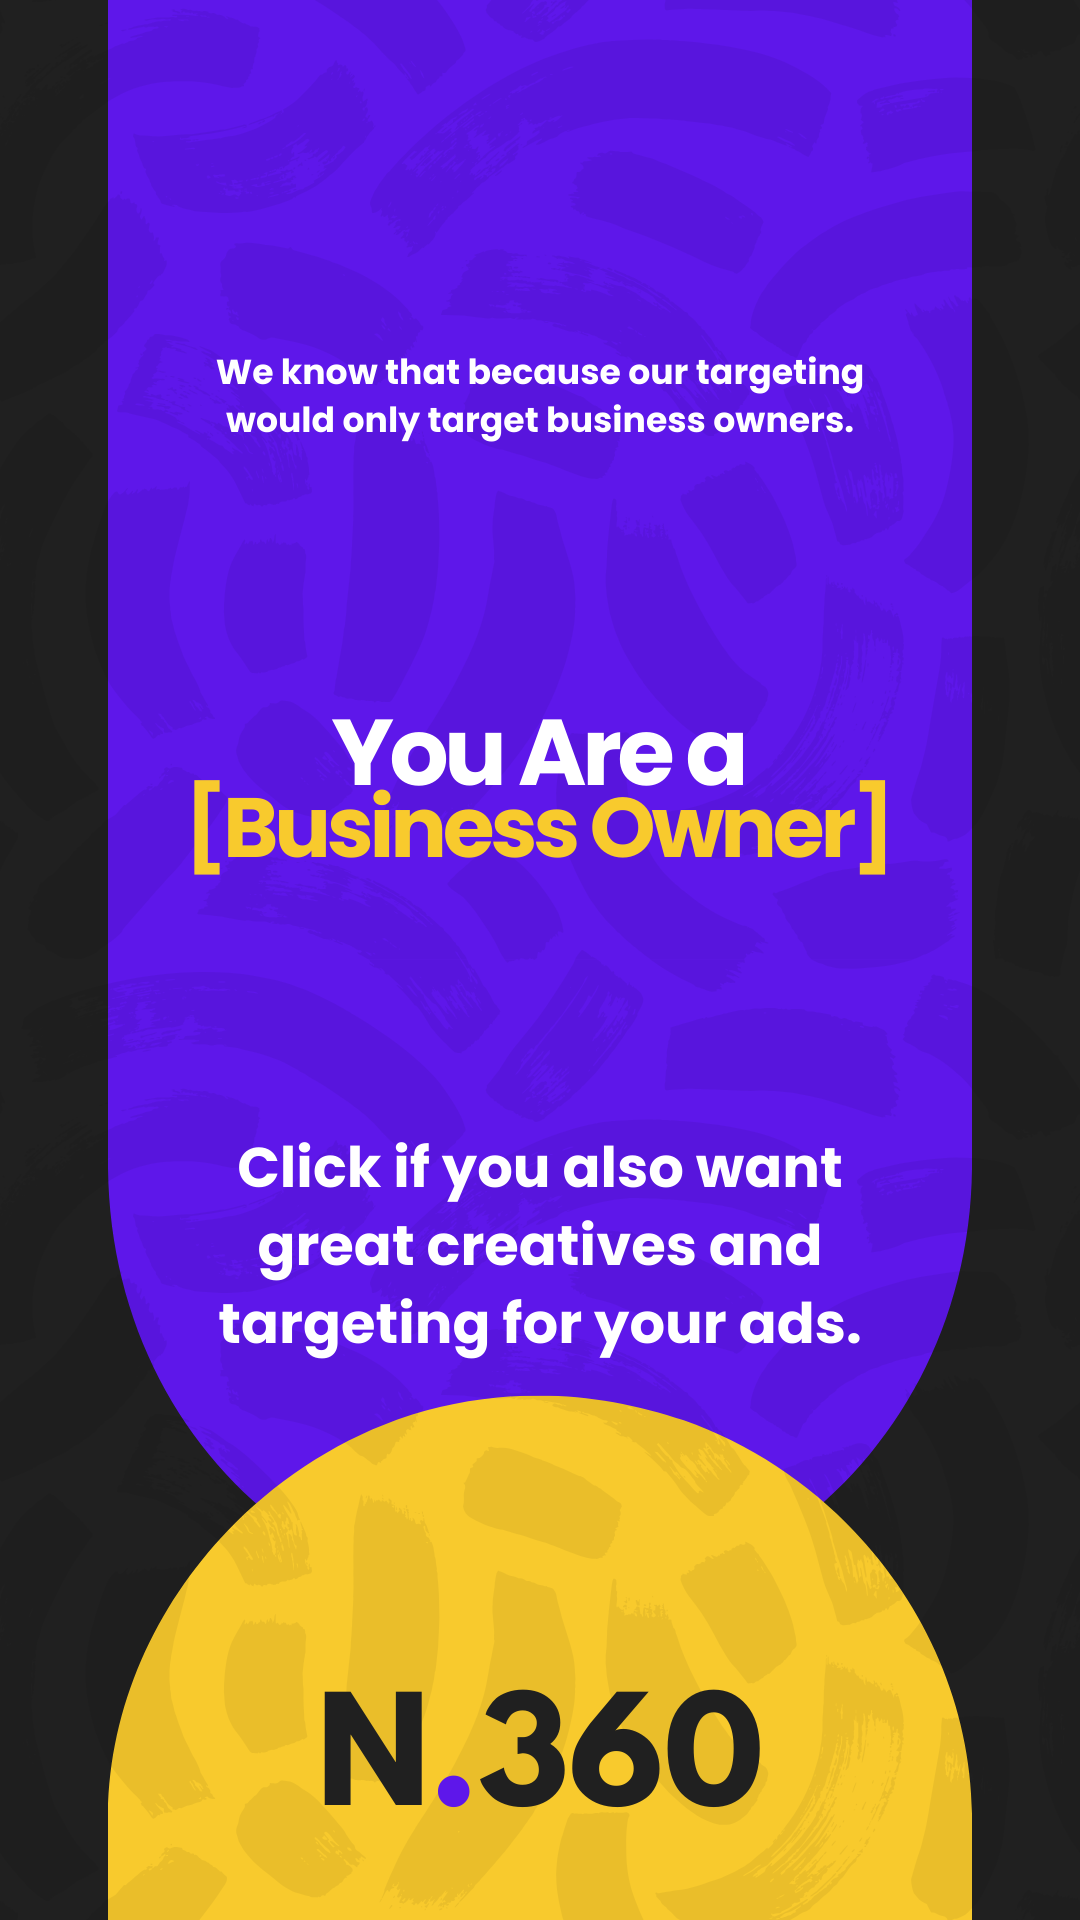 We know that because our targeting
would only target business owners.
You Are a
[Business Owner]
Click if you also want
great creatives and
targeting for your ads.
N.360